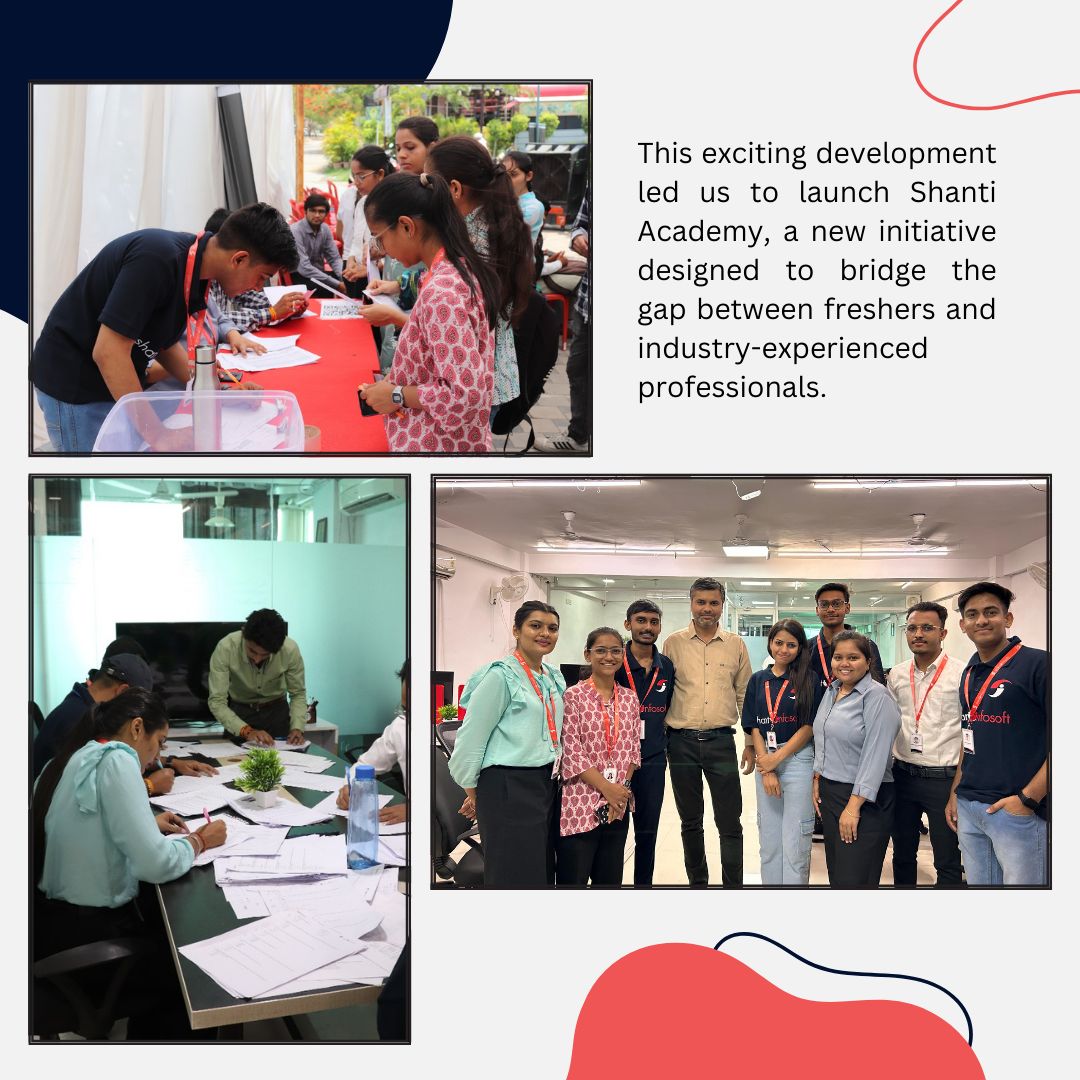 This exciting development
led us to launch Shanti
Academy, a new initiative
designed to bridge the
gap between freshers and
industry-experienced
professionals.
infosoft